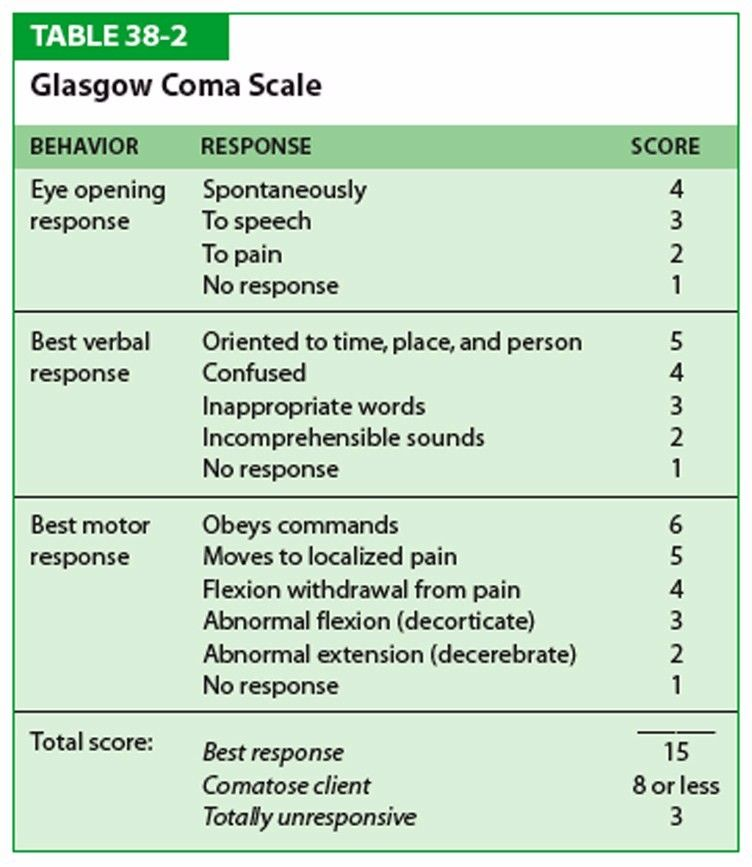 TABLE 38-2
Glasgow Coma Scale
BEHAVIOR RESPONSE SCORE
Eye opening Spontaneously 4
response To speech 3
To pain 2
No response 1
Best verbal Oriented to time, place, and person 5
response Confused 4
Inappropriate words 3
Incomprehensible sounds 2
No response 1
Best motor Obeys commands 6
response Moves to localized pain 5
Flexion withdrawal from pain 4
Abnormal flexion (decorticate) 3
Abnormal extension (decerebrate) 2
No response 1
Total score: Best response 15
Comatose client 8 or less
Totally unresponsive 3